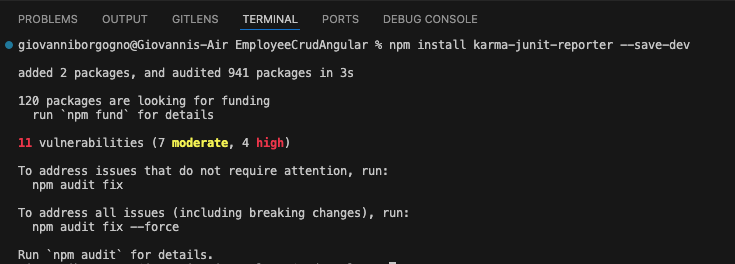 PROBLEMS OUTPUT GITLENS TERMINAL PORTS DEBUG CONSOLE
giovanniborgogno@Giovannis-Air EmployeeCrudAngular % npm install karma-junit-reporter --save-dev
added 2 packages, and audited 941 packages in 3s
120 packages are looking for funding
run `npm fund` for details
11 vulnerabilities (7 moderate, 4 high)
To address issues that do not require attention, run:
npm audit fix
To address all issues (including breaking changes), run:
npm audit fix --force
Run `npm audit` for details.